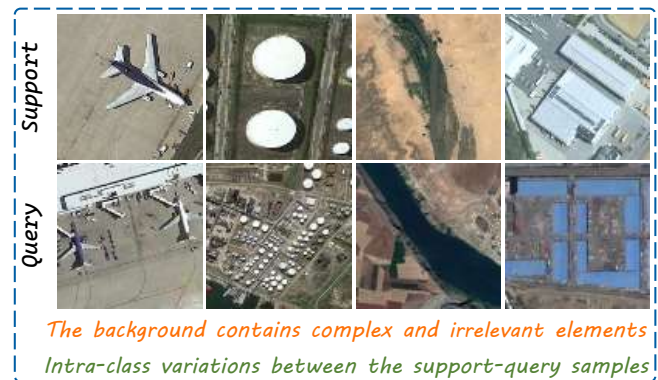 Support
Query
The background contains complex and irrelevant elements
Intra-class variations between the support-query samples